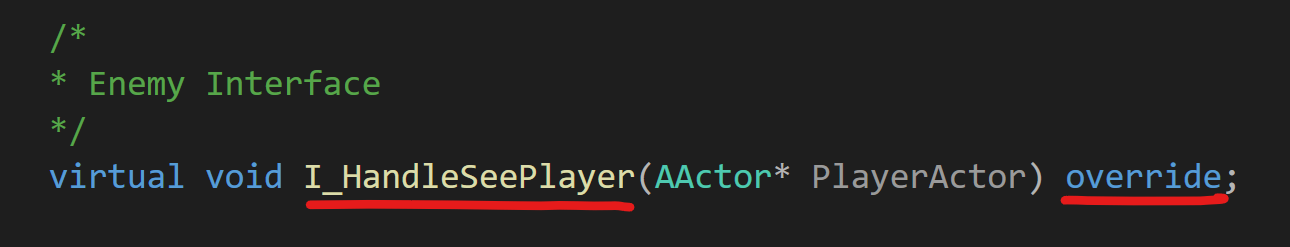 /*
* Enemy Interface
*/
virtual void I_HandleSeePlayer(AActor* PlayerActor) override;